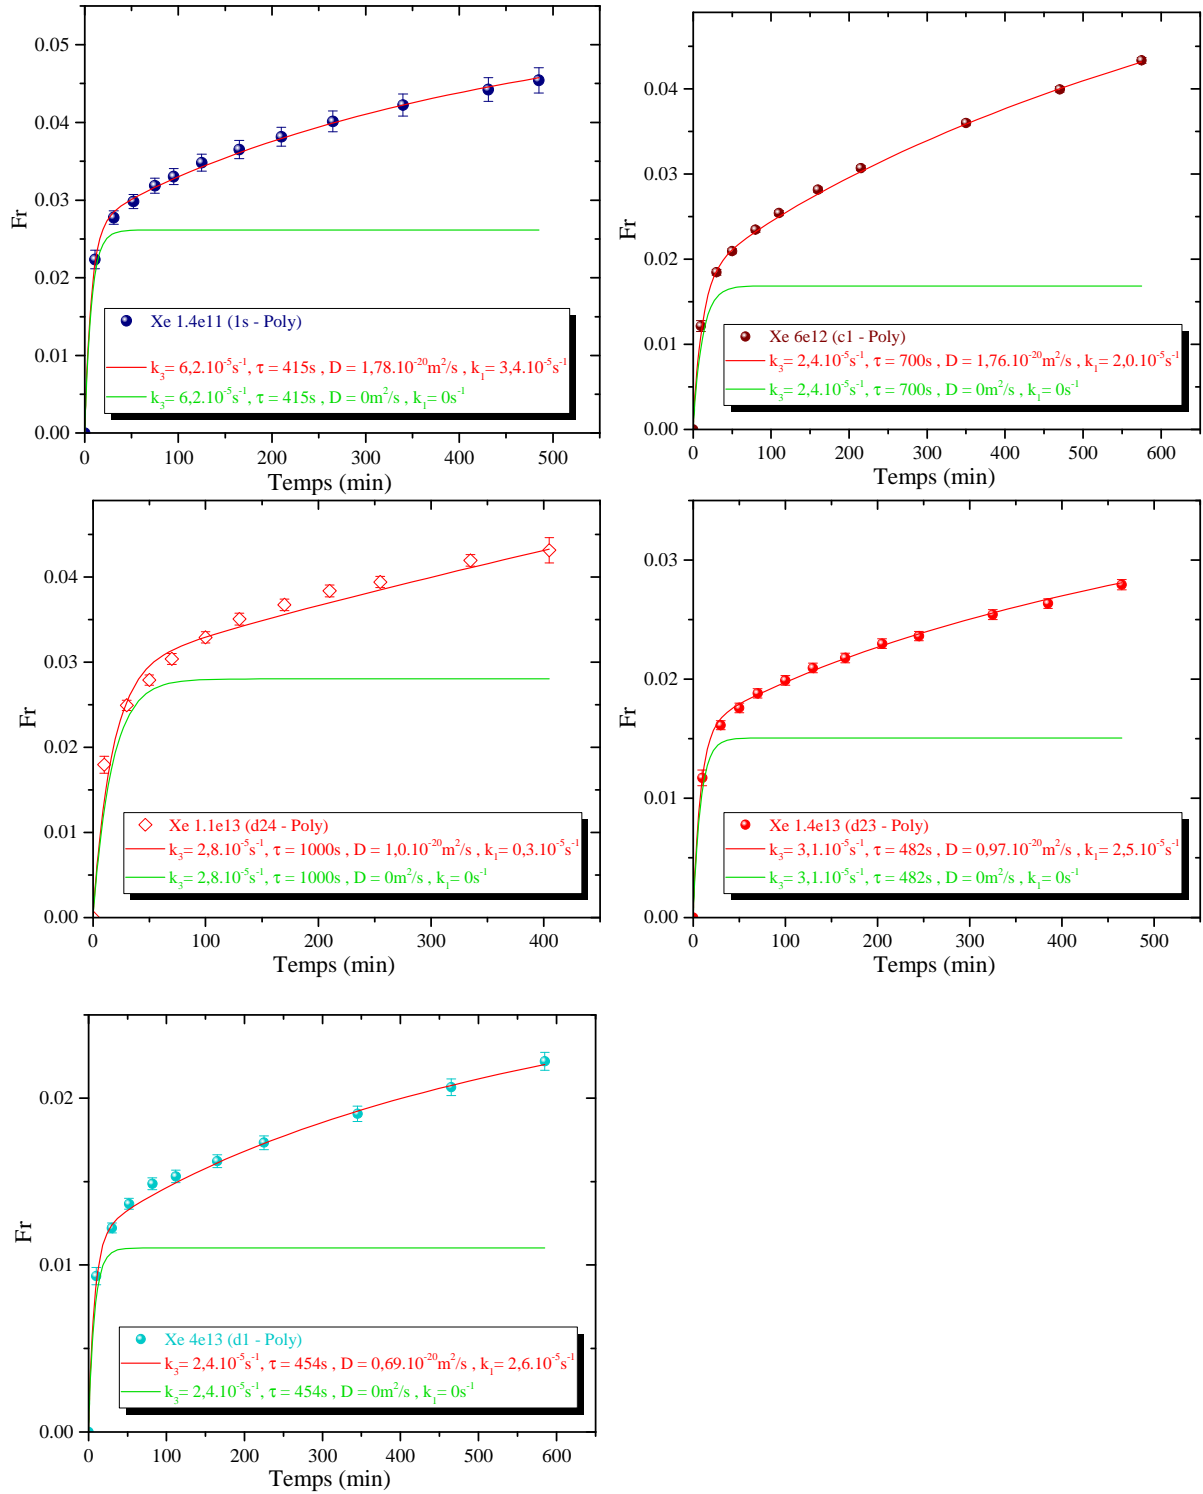 0.05
0.04
0.03
0.02
0.01
0.00
Fr
Xe 1.4e11 (1s - Poly)
k₃= 6,2.10⁻⁵s⁻¹, τ = 415s , D = 1,78.10⁻²⁰m²/s , k₁= 3,4.10⁻⁵s⁻¹
k₃= 6,2.10⁻⁵s⁻¹, τ = 415s , D = 0m²/s , k₁= 0s⁻¹
0 100 200 300 400 500
Temps (min)
0.04
0.03
0.02
0.01
0.00
Fr
Xe 6e12 (c1 - Poly)
k₃= 2,4.10⁻⁵s⁻¹, τ = 700s , D = 1,76.10⁻²⁰m²/s , k₁= 2,0.10⁻⁵s⁻¹
k₃= 2,4.10⁻⁵s⁻¹, τ = 700s , D = 0m²/s , k₁= 0s⁻¹
0 100 200 300 400 500 600
Temps (min)
0.04
0.03
0.02
0.01
0.00
Fr
Xe 1.1e13 (d24 - Poly)
k₃= 2,8.10⁻⁵s⁻¹, τ = 1000s , D = 1,0.10⁻²⁰m²/s , k₁= 0,3.10⁻⁵s⁻¹
k₃= 2,8.10⁻⁵s⁻¹, τ = 1000s , D = 0m²/s , k₁= 0s⁻¹
0 100 200 300 400
Temps (min)
0.03
0.02
0.01
0.00
Fr
Xe 1.4e13 (d23 - Poly)
k₃= 3,1.10⁻⁵s⁻¹, τ = 482s , D = 0,97.10⁻²⁰m²/s , k₁= 2,5.10⁻⁵s⁻¹
k₃= 3,1.10⁻⁵s⁻¹, τ = 482s , D = 0m²/s , k₁= 0s⁻¹
0 100 200 300 400 500
Temps (min)
0.02
0.01
0.00
Fr
Xe 4e13 (d1 - Poly)
k₃= 2,4.10⁻⁵s⁻¹, τ = 454s , D = 0,69.10⁻²⁰m²/s , k₁= 2,6.10⁻⁵s⁻¹
k₃= 2,4.10⁻⁵s⁻¹, τ = 454s , D = 0m²/s , k₁= 0s⁻¹
0 100 200 300 400 500 600
Temps (min)